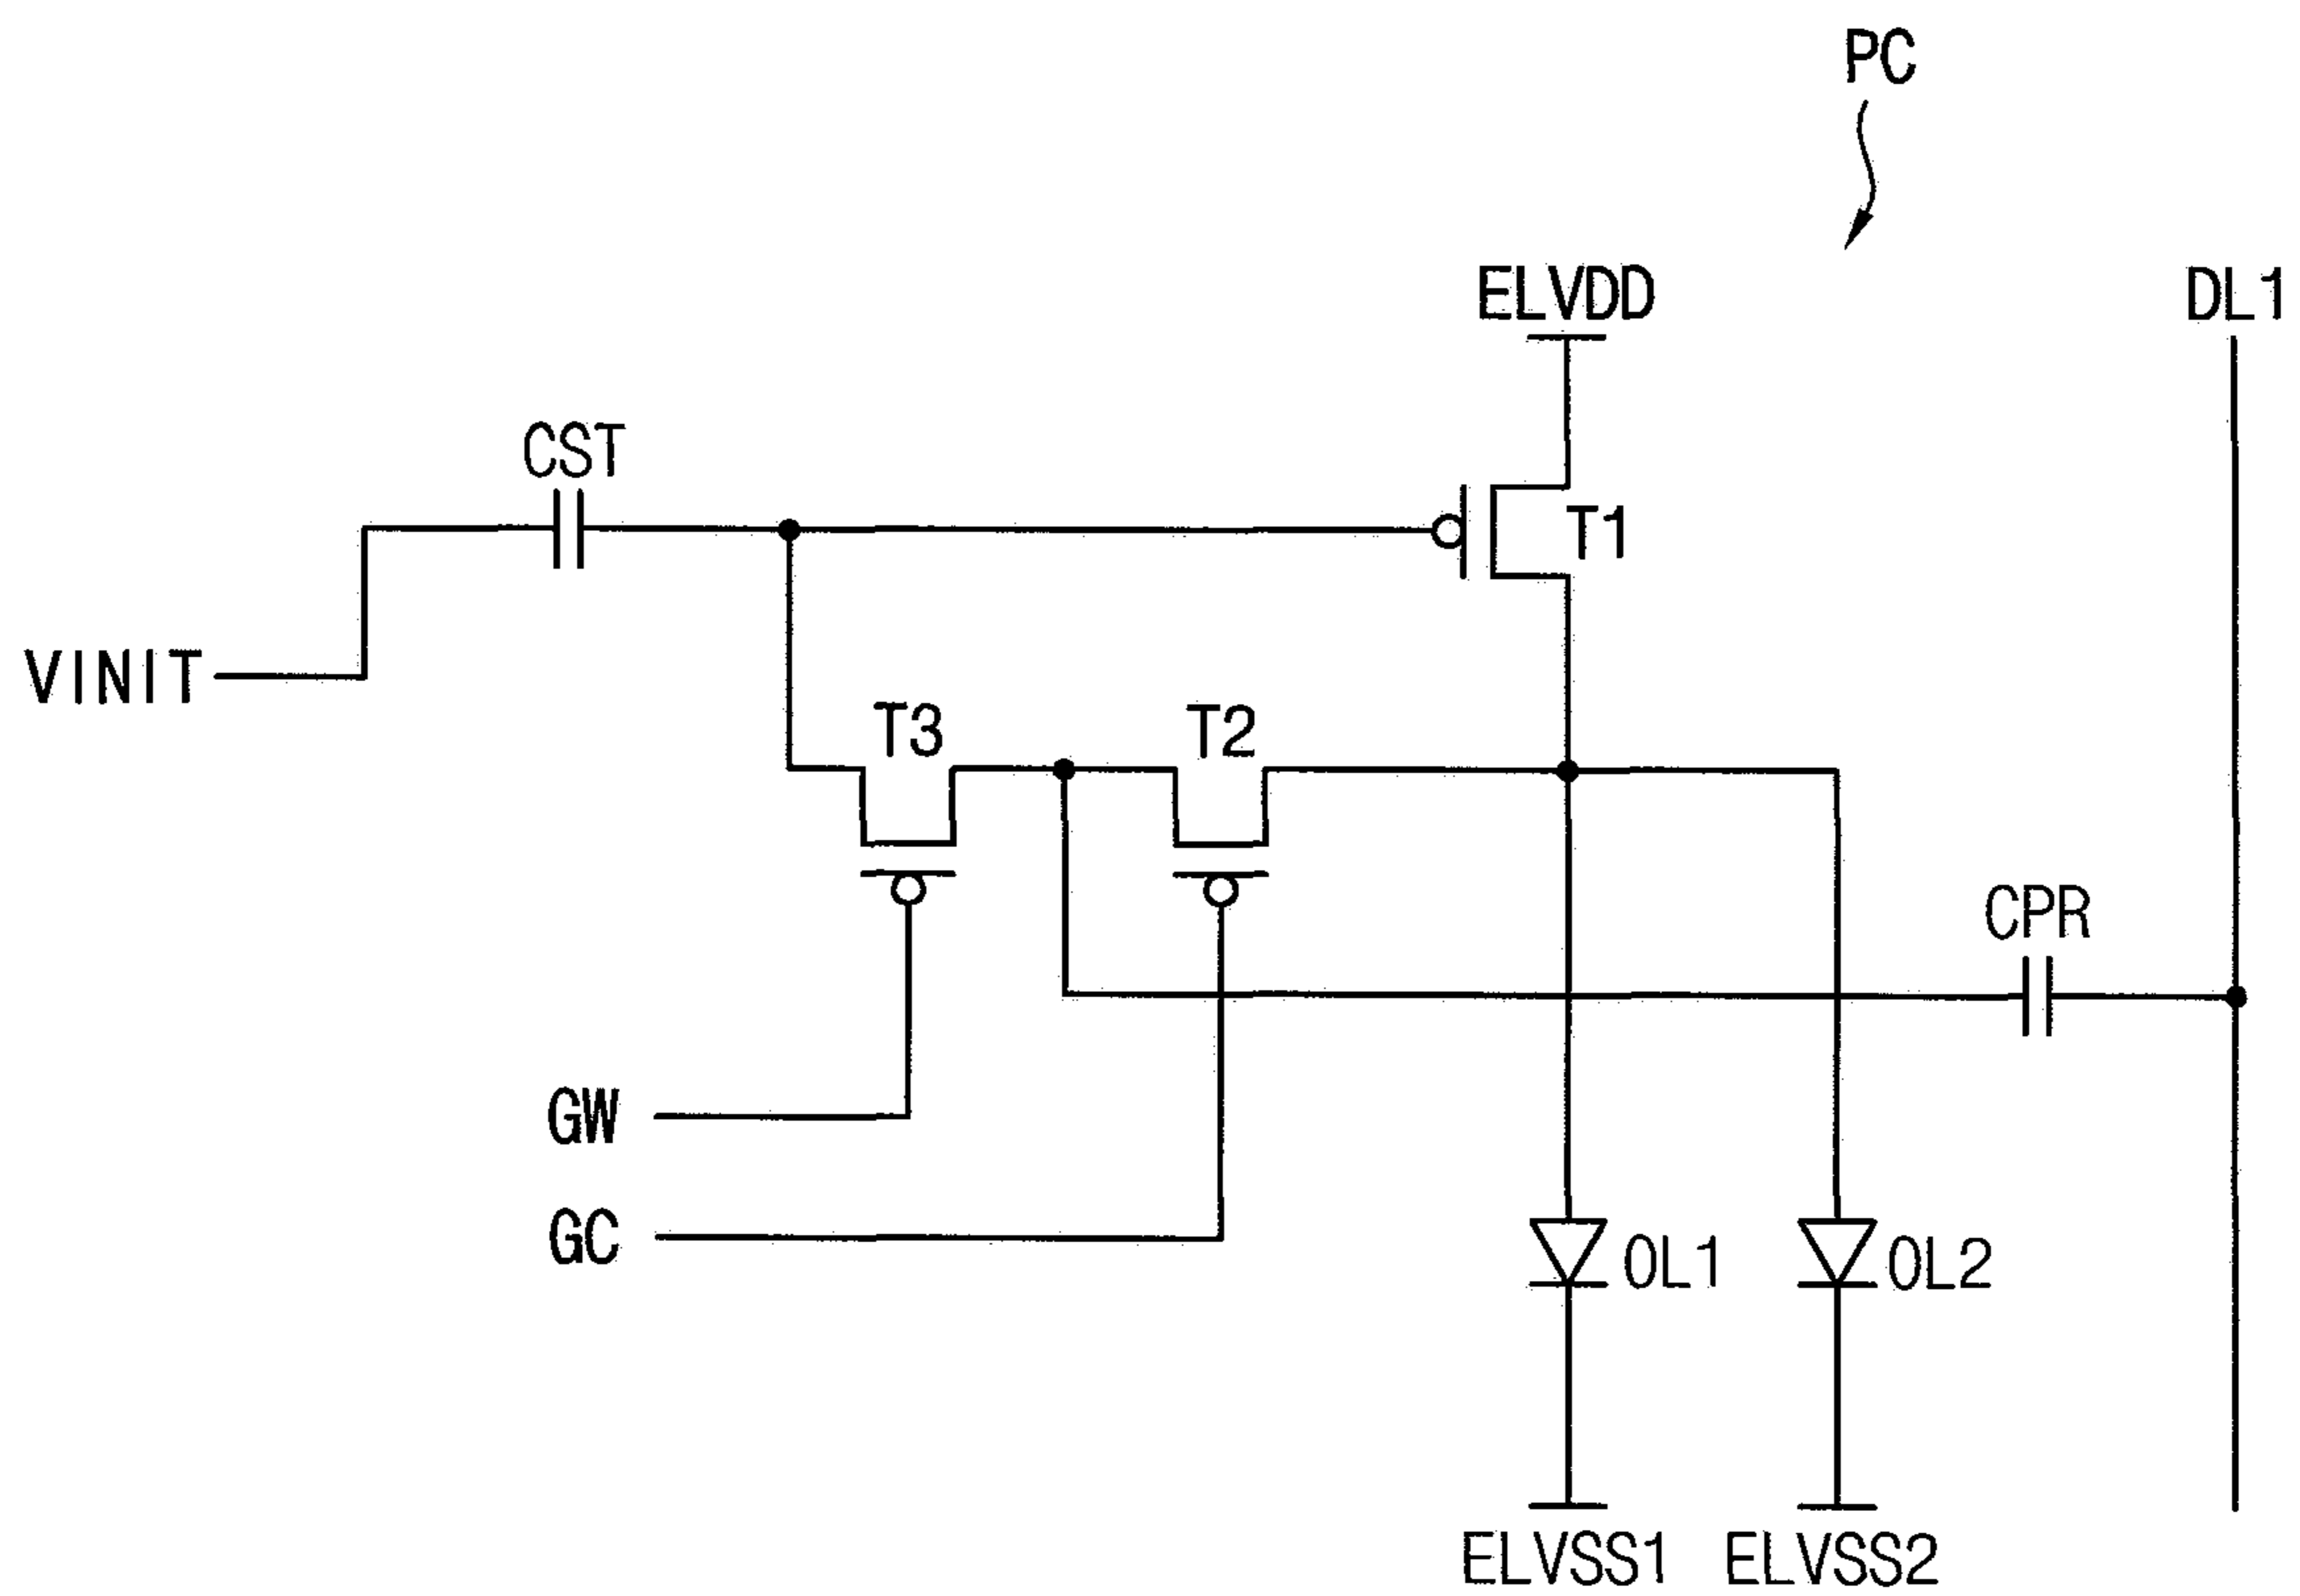 PC
ELVDD
DL1
CST
T1
VINIT
T3
T2
CPR
GW
GC
OL1
OL2
ELVSS1
ELVSS2